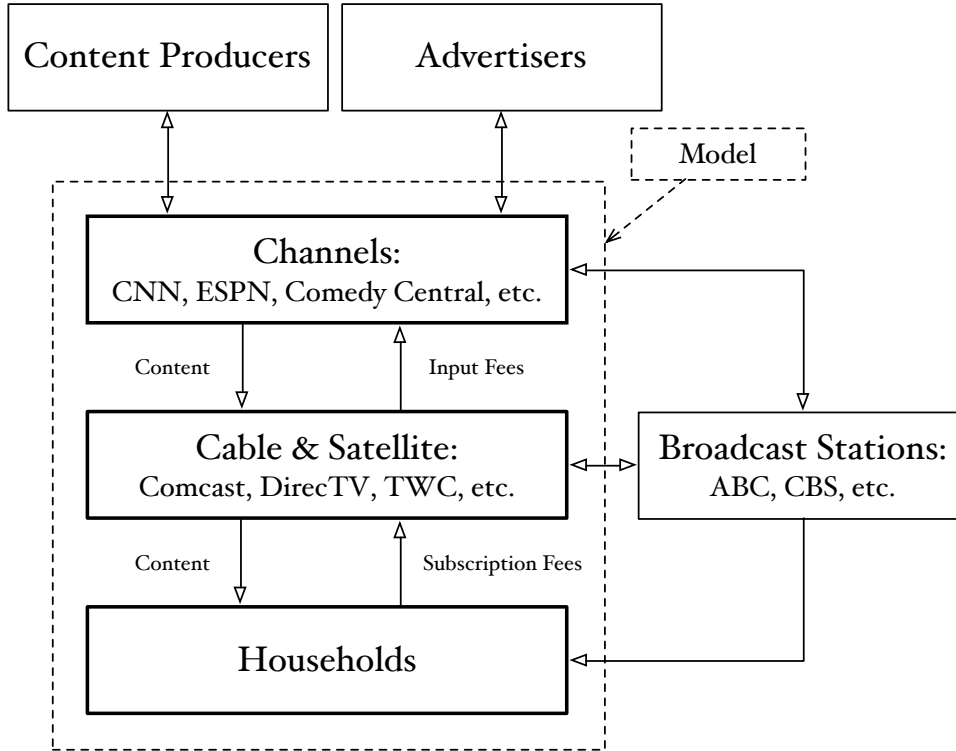 Content Producers
Advertisers
Model
Channels:
CNN, ESPN, Comedy Central, etc.
Content
Input Fees
Cable & Satellite:
Comcast, DirecTV, TWC, etc.
Broadcast Stations:
ABC, CBS, etc.
Content
Subscription Fees
Households